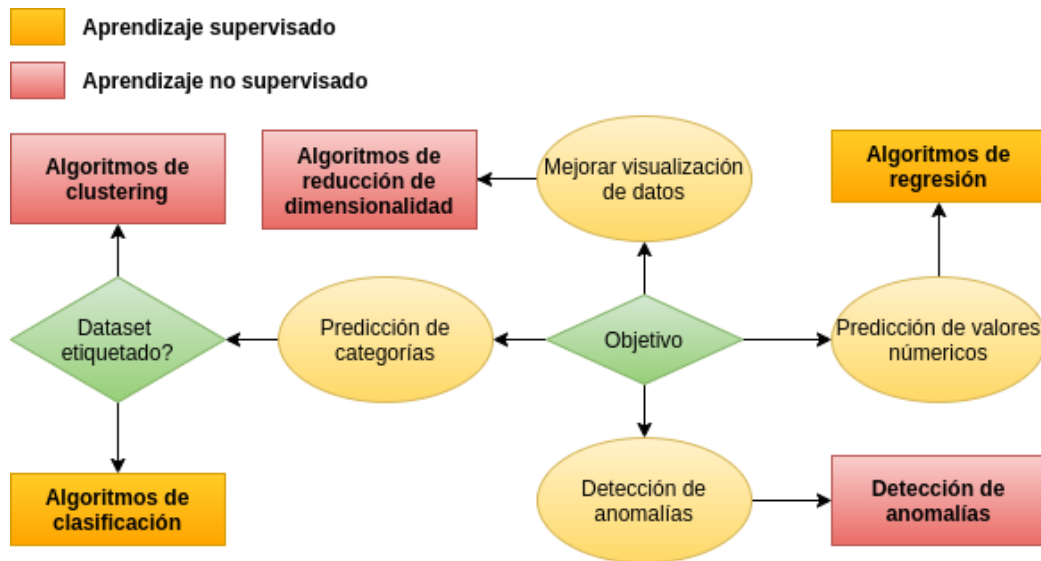 Aprendizaje supervisado
Aprendizaje no supervisado
Algoritmos de
clustering
Algoritmos de
reducción de
dimensionalidad
Mejorar visualización
de datos
Algoritmos de
regresión
Dataset
etiquetado?
Predicción de
categorías
Objetivo
Predicción de valores
númericos
Algoritmos de
clasificación
Detección de
anomalías
Detección de
anomalías